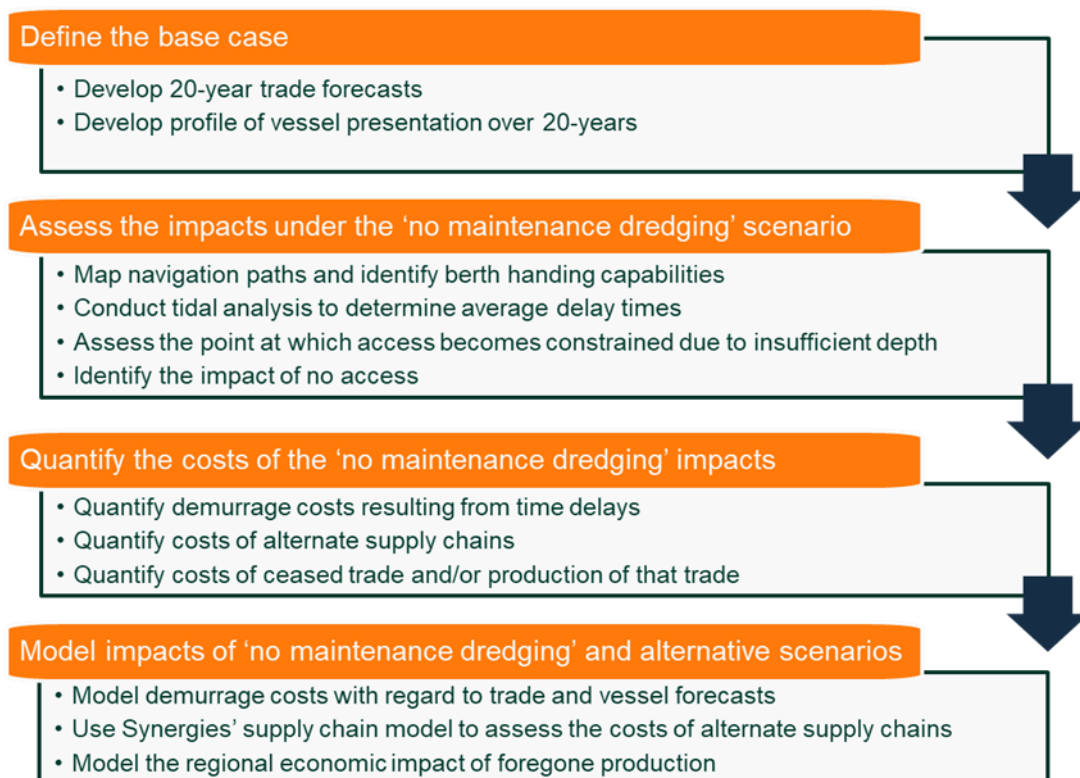 Define the base case
• Develop 20-year trade forecasts
• Develop profile of vessel presentation over 20-years
Assess the impacts under the ‘no maintenance dredging’ scenario
• Map navigation paths and identify berth handing capabilities
• Conduct tidal analysis to determine average delay times
• Assess the point at which access becomes constrained due to insufficient depth
• Identify the impact of no access
Quantify the costs of the ‘no maintenance dredging’ impacts
• Quantify demurrage costs resulting from time delays
• Quantify costs of alternate supply chains
• Quantify costs of ceased trade and/or production of that trade
Model impacts of ‘no maintenance dredging’ and alternative scenarios
• Model demurrage costs with regard to trade and vessel forecasts
• Use Synergies’ supply chain model to assess the costs of alternate supply chains
• Model the regional economic impact of foregone production